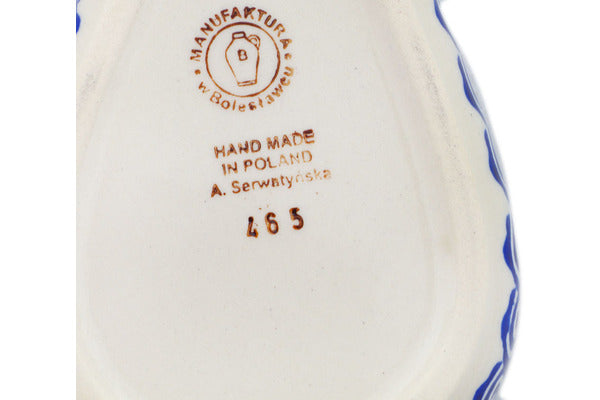 MANUFAKTURA
w Bolesławcu
B
HAND MADE
IN POLAND
A. Serwatyńska
465